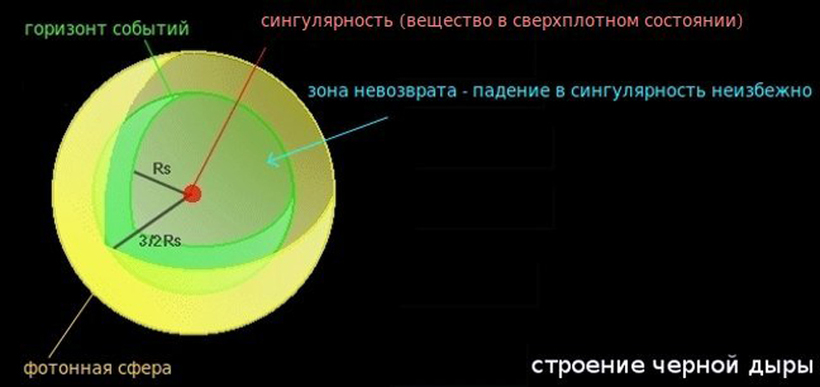 горизонт событий
сингулярность (вещество в сверхплотном состоянии)
зона невозврата - падение в сингулярность неизбежно
Rs
3/2Rs
фотонная сфера
строение черной дыры